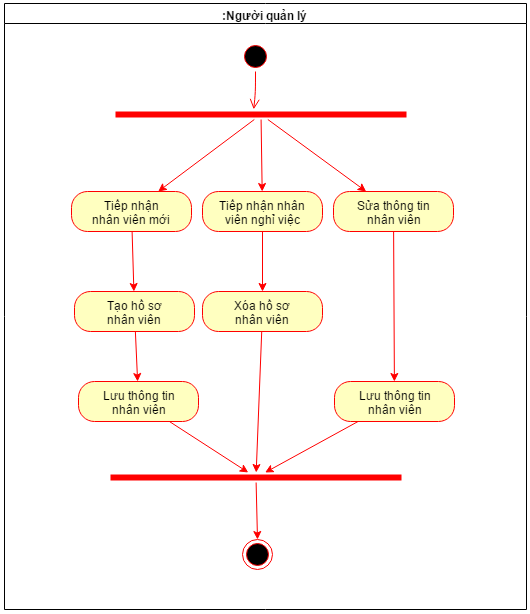 :Người quản lý
Tiếp nhận
nhân viên mới
Tiếp nhận nhân
viên nghỉ việc
Sửa thông tin
nhân viên
Tạo hồ sơ
nhân viên
Xóa hồ sơ
nhân viên
Lưu thông tin
nhân viên
Lưu thông tin
nhân viên